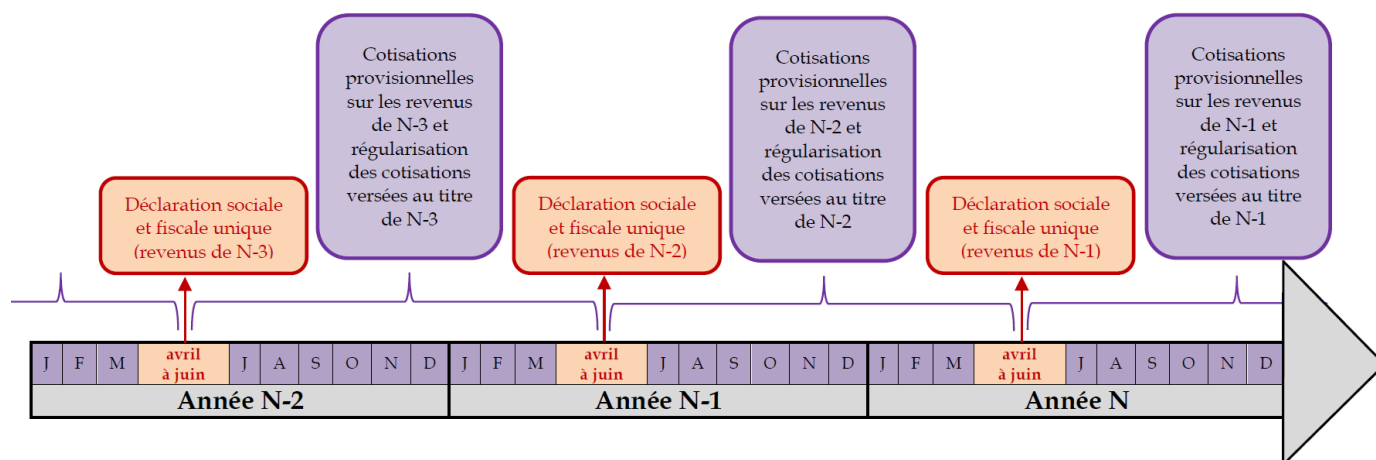 Cotisations
provisionnelles
sur les revenus
de N-3 et
régularisation
des cotisations
versées au titre
de N-3
Cotisations
provisionnelles
sur les revenus
de N-2 et
régularisation
des cotisations
versées au titre
de N-2
Cotisations
provisionnelles
sur les revenus
de N-1 et
régularisation
des cotisations
versées au titre
de N-1
Déclaration sociale
et fiscale unique
(revenus de N-3)
Déclaration sociale
et fiscale unique
(revenus de N-2)
Déclaration sociale
et fiscale unique
(revenus de N-1)
J F M avril à juin J A S O N D J F M avril à juin J A S O N D J F M avril à juin J A S O N D
Année N-2 Année N-1 Année N